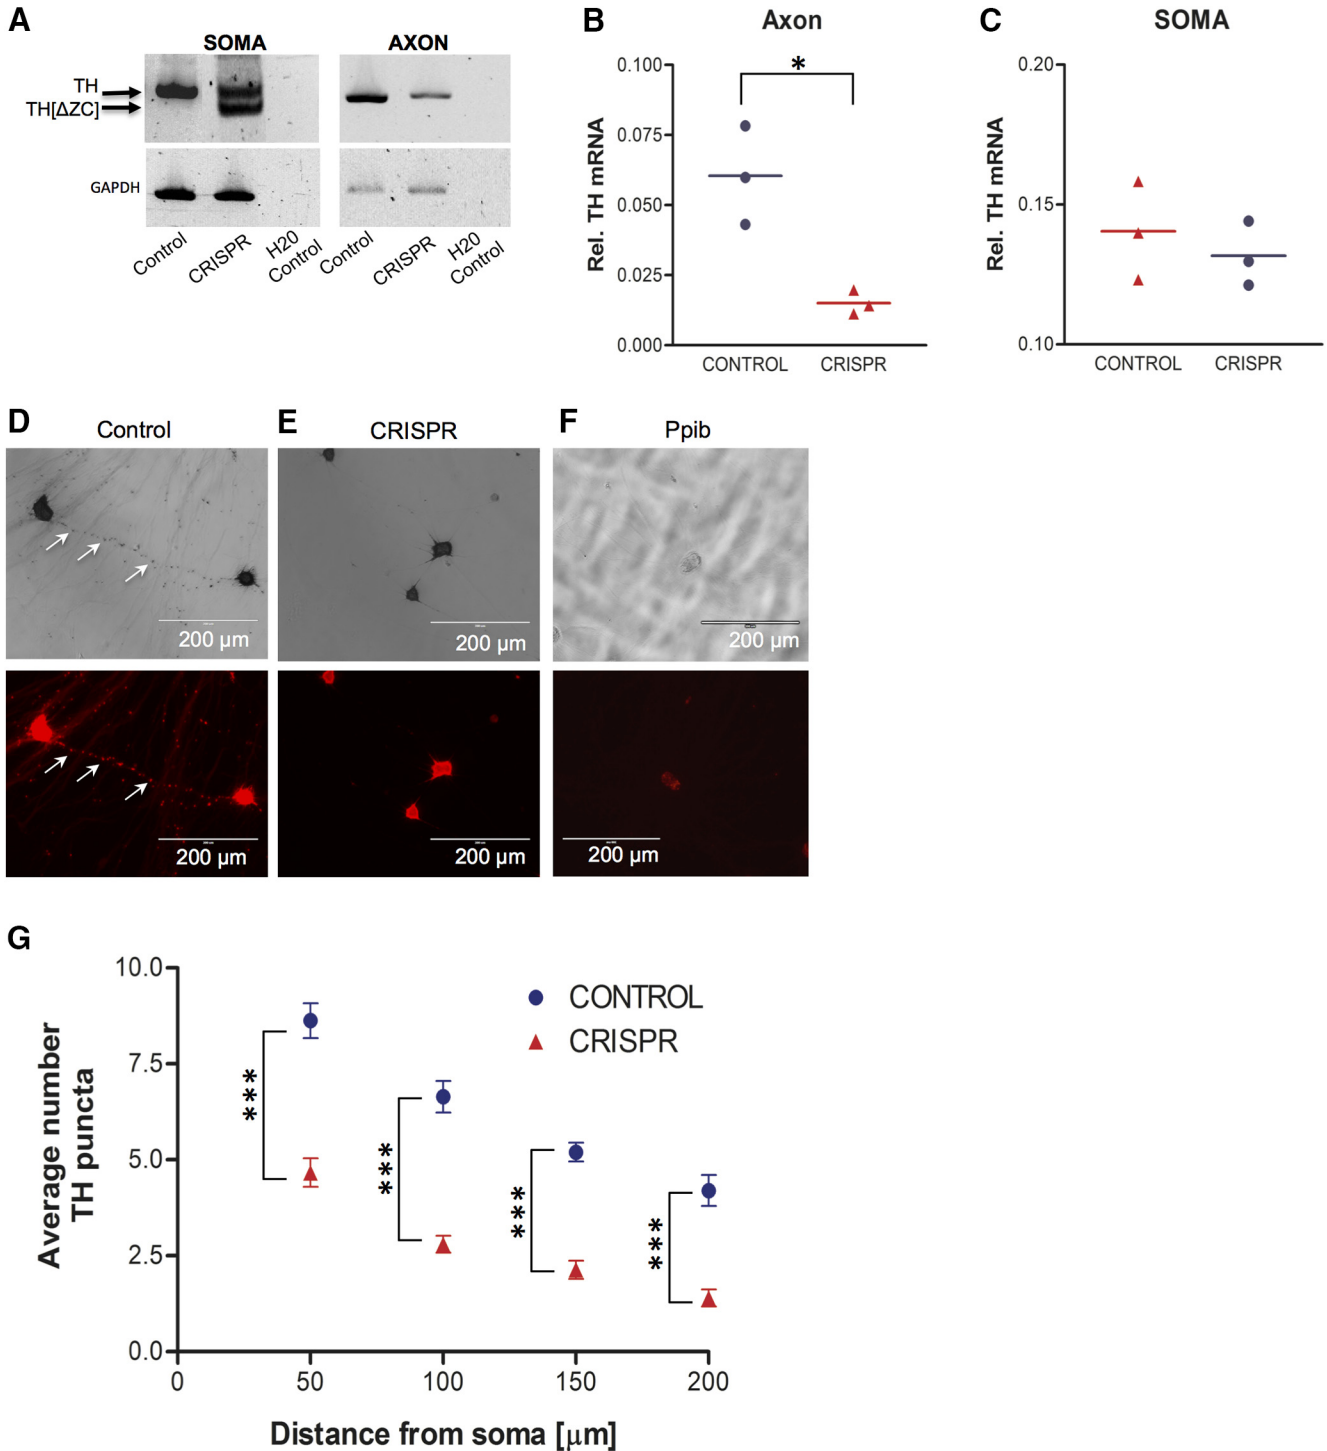 A
SOMA
AXON
TH
TH[ΔZC]
GAPDH
Control
CRISPR
H20
Control
Control
CRISPR
H20
Control
B
Axon
Rel. TH mRNA
0.100
0.075
0.050
0.025
0.000
*
CONTROL
CRISPR
C
SOMA
Rel. TH mRNA
0.20
0.15
0.10
CONTROL
CRISPR
D
Control
200 µm
200 µm
E
CRISPR
200 µm
200 µm
F
Ppib
200 µm
200 µm
G
Average number
TH puncta
10.0
7.5
5.0
2.5
0.0
CONTROL
CRISPR
***
***
***
***
0
50
100
150
200
Distance from soma [µm]